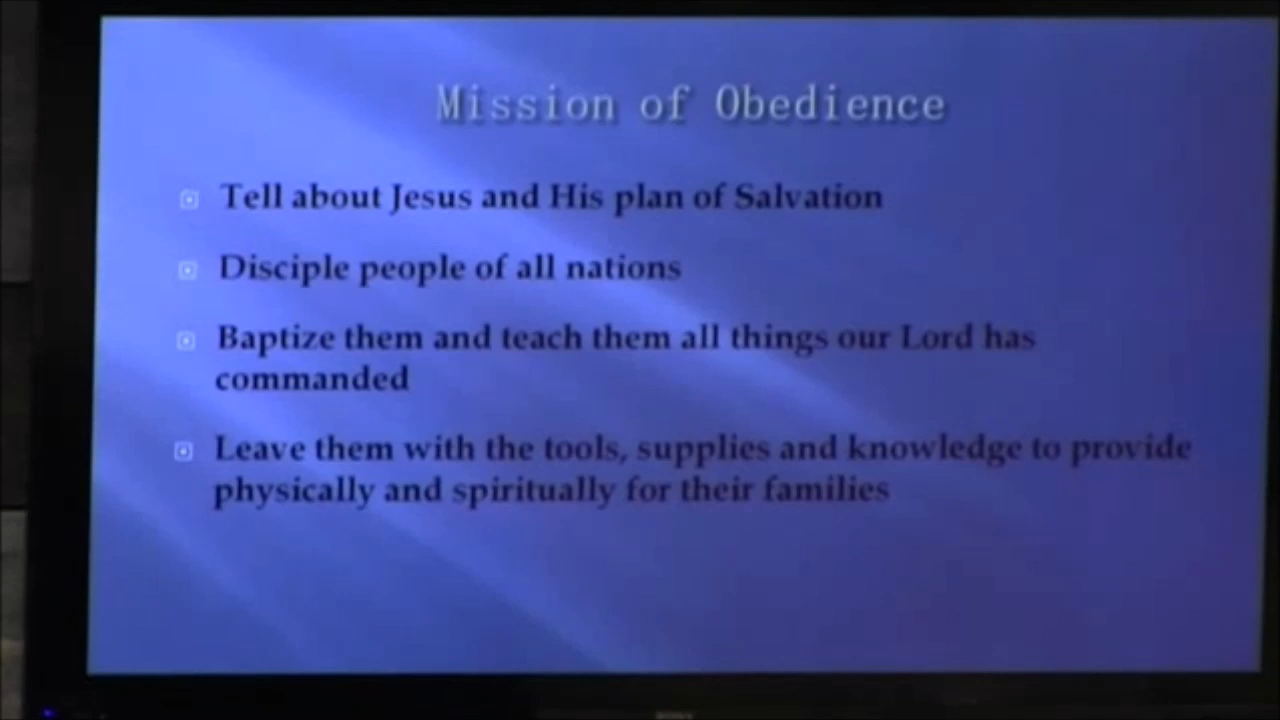 Mission of Obedience
Tell about Jesus and His plan of Salvation
Disciple people of all nations
Baptize them and teach them all things our Lord has
commanded
Leave them with the tools, supplies and knowledge to provide
physically and spiritually for their families